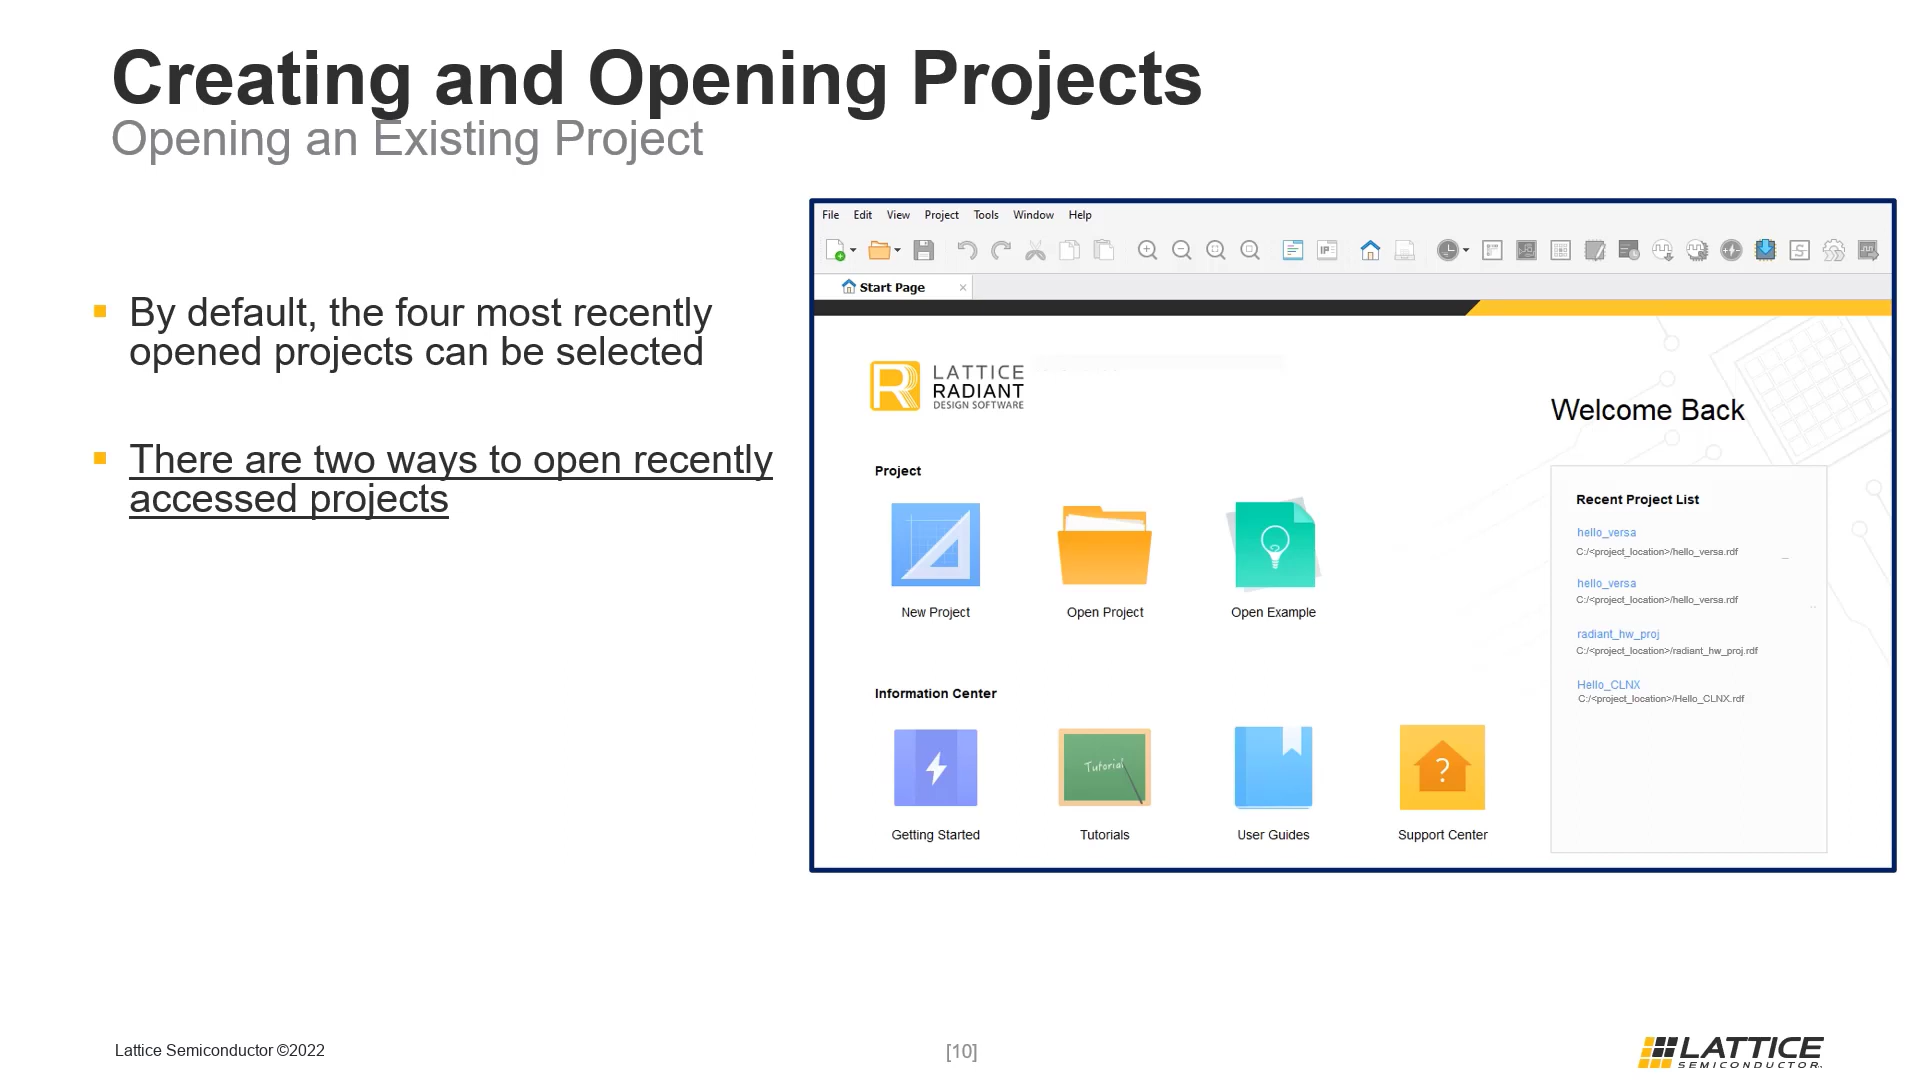 Creating and Opening Projects
Opening an Existing Project
By default, the four most recently
opened projects can be selected
There are two ways to open recently
accessed projects
File Edit View Project Tools Window Help
Start Page
LATTICE
RADIANT
DESIGN SOFTWARE
Welcome Back
Project
New Project
Open Project
Open Example
Recent Project List
hello_versa
C:/<project_location>/hello_versa.rdf
hello_versa
C:/<project_location>/hello_versa.rdf
radiant_hw_proj
C:/<project_location>/radiant_hw_proj.rdf
Hello_CLNX
C:/<project_location>/Hello_CLNX.rdf
Information Center
Tutorial
Getting Started
Tutorials
User Guides
Support Center
Lattice Semiconductor ©2022
[10]
LATTICE
SEMICONDUCTOR